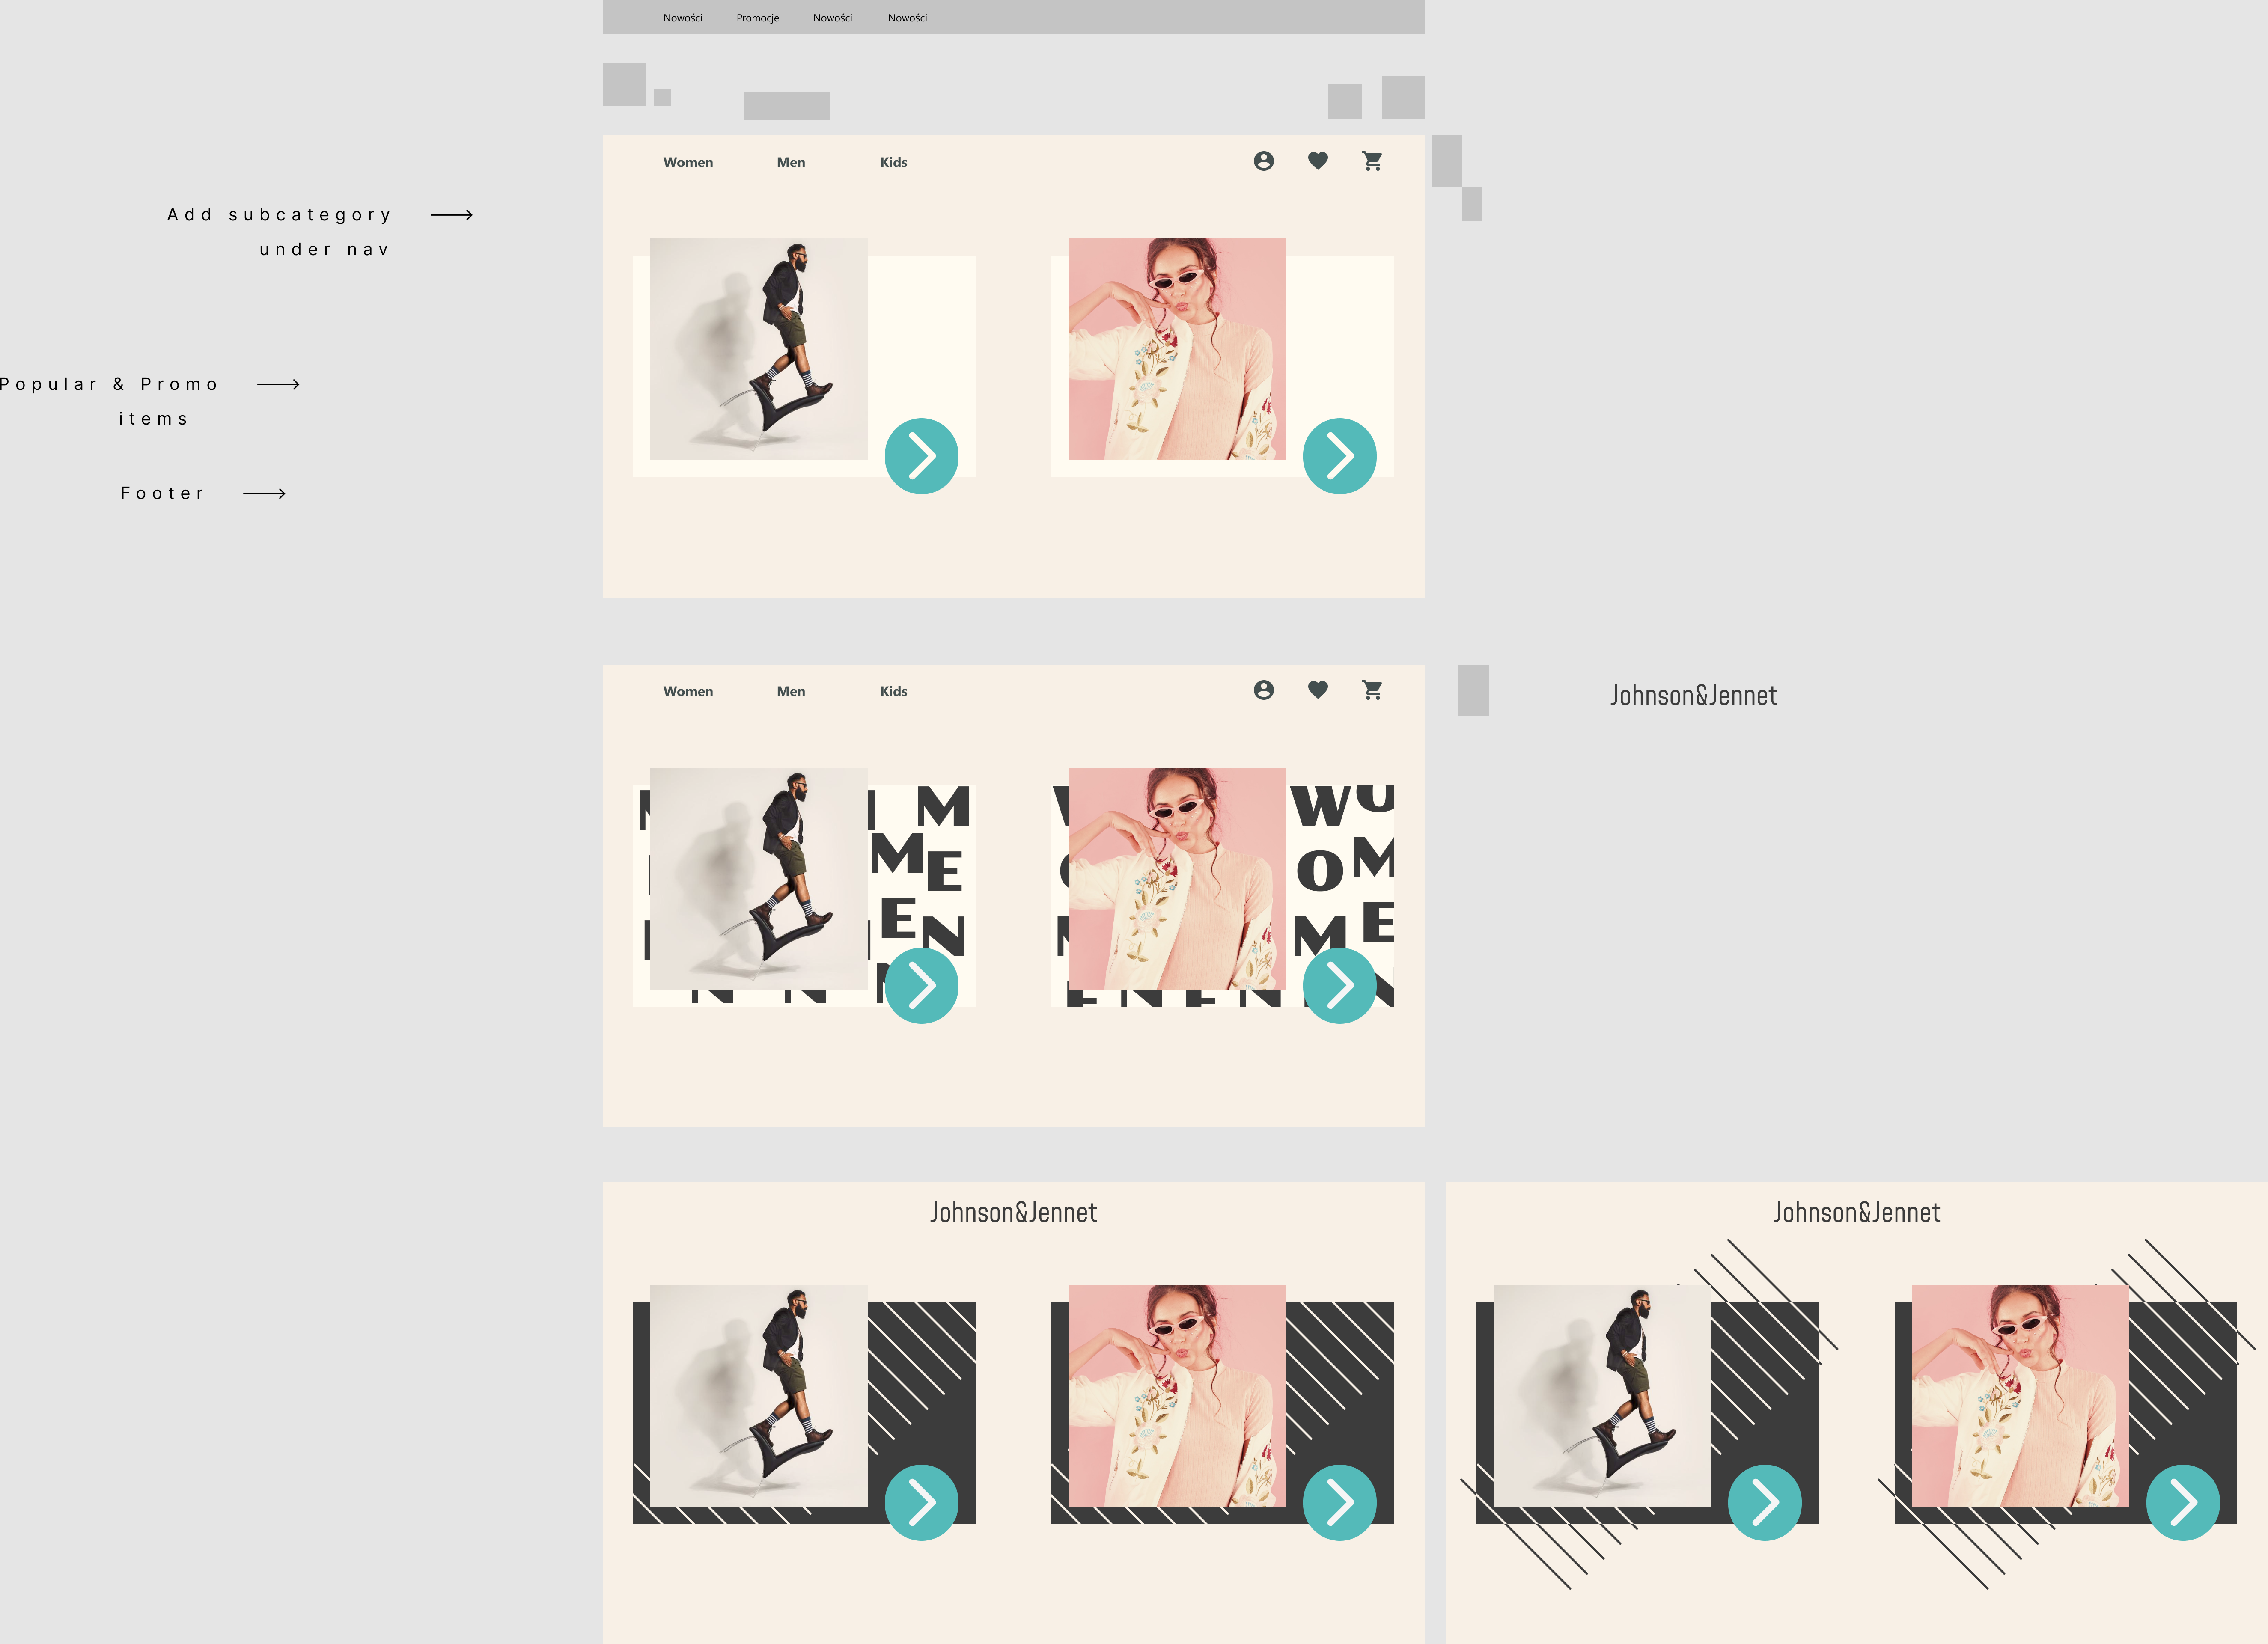 Nowości Promocje Nowości Nowości
Women Men Kids
Add subcategory
under nav
Popular & Promo
items
Footer
Women Men Kids
Johnson&Jennet
M
M E
E N
W O
O M
M E
E N E N
N N
Johnson&Jennet
Johnson&Jennet